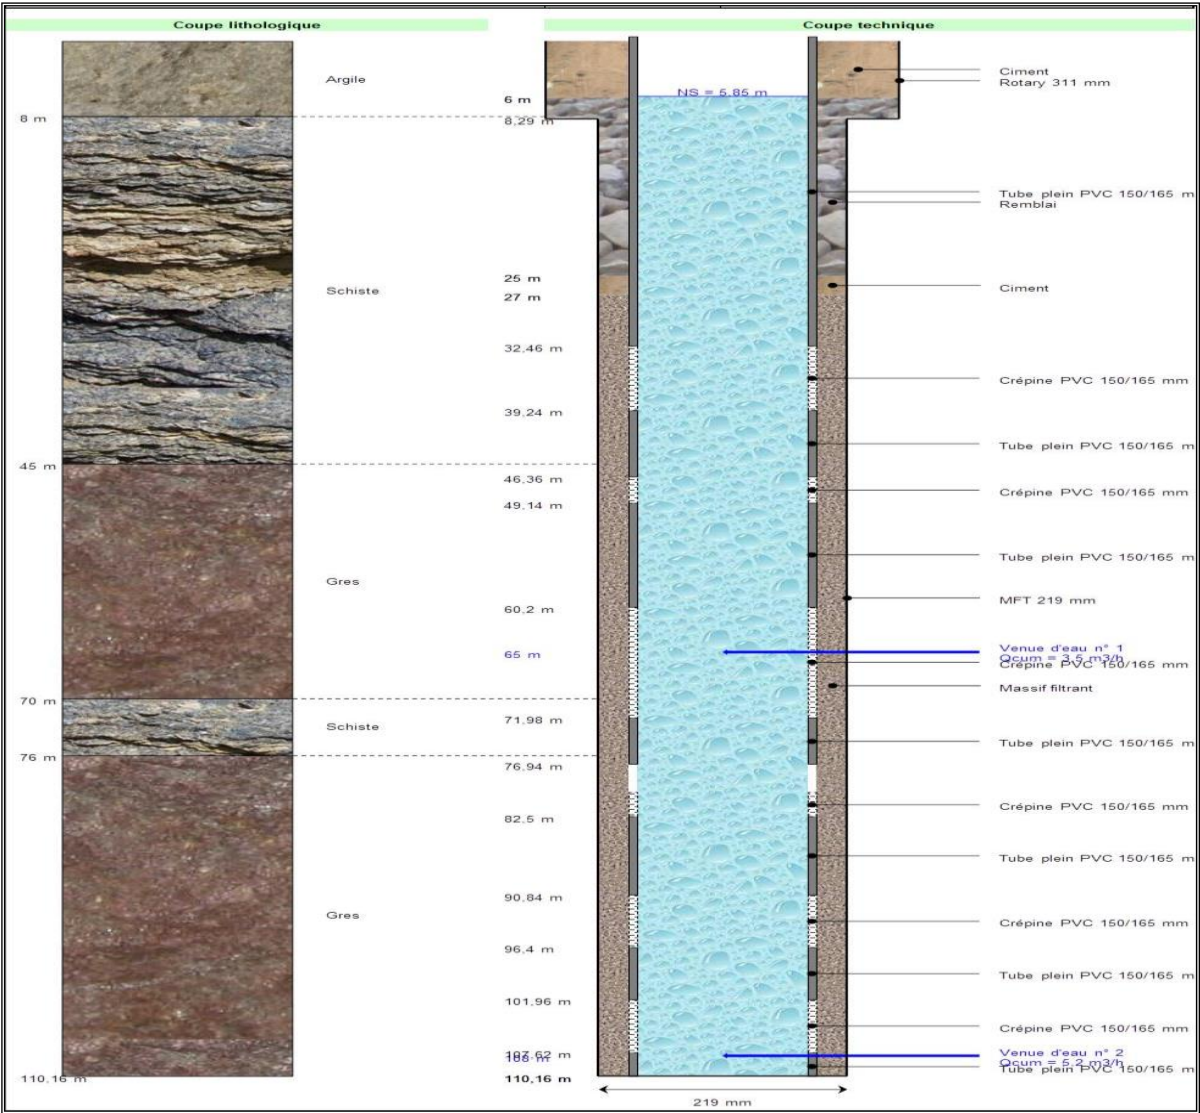 Coupe lithologique
Coupe technique
Argile
Ciment
Rotary 311 mm
NS = 5,85 m
6 m
8 m
8,29 m
Tube plein PVC 150/165 m
Remblai
25 m
Schiste
Ciment
27 m
32,46 m
Crépine PVC 150/165 mm
39,24 m
Tube plein PVC 150/165 m
45 m
46,36 m
Crépine PVC 150/165 mm
49,14 m
Tube plein PVC 150/165 m
Gres
MFT 219 mm
60,2 m
Venue d'eau n° 1
65 m
Qcum = 3,5 m3/h
Crépine PVC 150/165 mm
Massif filtrant
70 m
71,98 m
Schiste
Tube plein PVC 150/165 m
76 m
76,94 m
Crépine PVC 150/165 mm
82,5 m
Tube plein PVC 150/165 m
90,84 m
Gres
Crépine PVC 150/165 mm
96,4 m
Tube plein PVC 150/165 m
101,96 m
Crépine PVC 150/165 mm
Venue d'eau n° 2
107,62 m
Qcum = 5,2 m3/h
Tube plein PVC 150/165 m
110,16 m
110,16 m
219 mm